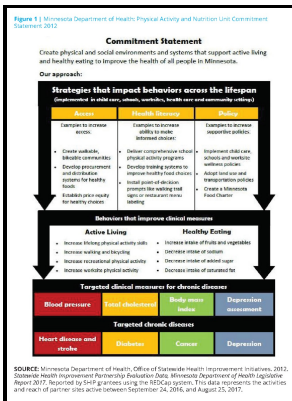 Figure 1 | Minnesota Department of Health: Physical Activity and Nutrition Unit Commitment
Statement 2012
Commitment Statement
Create physical and social environments and systems that support active living
and healthy eating to improve the health of all people in Minnesota.
Our approach:
Strategies that impact behaviors across the lifespan
(implemented in child care, schools, worksites, health care and community settings)
Access
Examples to increase
access:
• Create walkable,
bikeable communities
• Develop procurement
and distribution
systems for healthy
foods
• Establish price equity
for healthy choices
Health literacy
Examples to increase
ability to make
informed choices:
• Deliver comprehensive school
physical activity programs
• Develop training systems to
improve healthy food choices
• Install point-of-decision
prompts like walking trail
signs or restaurant menu
labeling
Policy
Examples to increase
supportive policies:
• Implement child care,
schools and worksite
wellness policies
• Adopt land use and
transportation policies
• Create a Minnesota
Food Charter
Behaviors that improve clinical measures
Active Living
• Increase lifelong physical activity skills
• Increase walking and bicycling
• Increase recreational physical activity
• Increase worksite physical activity
Healthy Eating
• Increase intake of fruits and vegetables
• Decrease intake of sodium
• Decrease intake of added sugar
• Decrease intake of saturated fat
Targeted clinical measures for chronic diseases
Blood pressure
Total cholesterol
Body mass
index
Depression
assessment
Targeted chronic diseases
Heart disease and
stroke
Diabetes
Cancer
Depression
SOURCE: Minnesota Department of Health, Office of Statewide Health Improvement Initiatives, 2012.
Statewide Health Improvement Partnership Evaluation Data, Minnesota Department of Health Legislative
Report 2017. Reported by SHIP grantees using the REDCap system. This data represents the activities
and reach of partner sites active between September 24, 2016, and August 25, 2017.